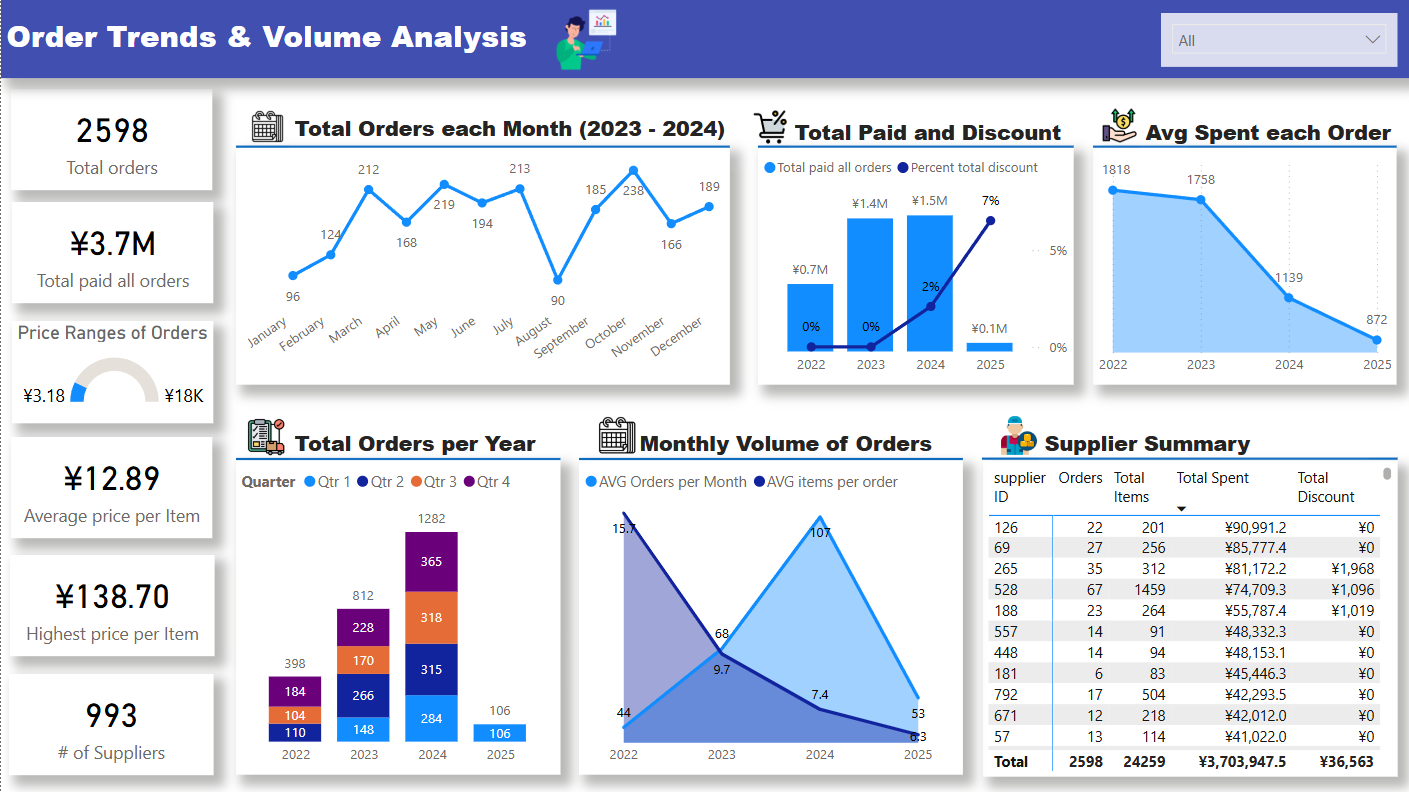 Order Trends & Volume Analysis
All
2598
Total orders
¥3.7M
Total paid all orders
Price Ranges of Orders
¥3.18
¥18K
¥12.89
Average price per Item
¥138.70
Highest price per Item
993
# of Suppliers
Total Orders each Month (2023 - 2024)
96
124
212
168
219
194
213
90
185
238
166
189
January
February
March
April
May
June
July
August
September
October
November
December
Total Paid and Discount
Total paid all orders Percent total discount
¥0.7M
¥1.4M
¥1.5M
¥0.1M
0%
0%
2%
7%
5%
0%
2022 2023 2024 2025
Avg Spent each Order
1818
1758
1139
872
2022 2023 2024 2025
Total Orders per Year
Quarter Qtr 1 Qtr 2 Qtr 3 Qtr 4
398
184
104
110
812
228
170
266
148
1282
365
318
315
284
106
106
2022 2023 2024 2025
Monthly Volume of Orders
AVG Orders per Month AVG items per order
15.7
44
68
9.7
107
7.4
53
6.3
2022 2023 2024 2025
Supplier Summary
supplier ID Orders Total Items Total Spent Total Discount
126 22 201 ¥90,991.2 ¥0
69 27 256 ¥85,777.4 ¥0
265 35 312 ¥81,172.2 ¥1,968
528 67 1459 ¥74,709.3 ¥1,096
188 23 264 ¥55,787.4 ¥1,019
557 14 91 ¥48,332.3 ¥0
448 14 94 ¥48,153.1 ¥0
181 6 83 ¥45,446.3 ¥0
792 17 504 ¥42,293.5 ¥0
671 12 218 ¥42,012.0 ¥0
57 13 114 ¥41,022.0 ¥0
Total 2598 24259 ¥3,703,947.5 ¥36,563